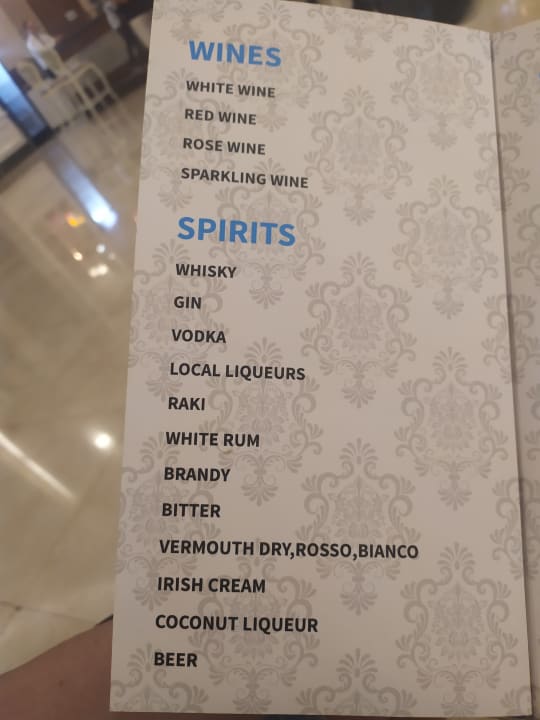 WINES
WHITE WINE
RED WINE
ROSE WINE
SPARKLING WINE
SPIRITS
WHISKY
GIN
VODKA
LOCAL LIQUEURS
RAKI
WHITE RUM
BRANDY
BITTER
VERMOUTH DRY,ROSSO,BIANCO
IRISH CREAM
COCONUT LIQUEUR
BEER